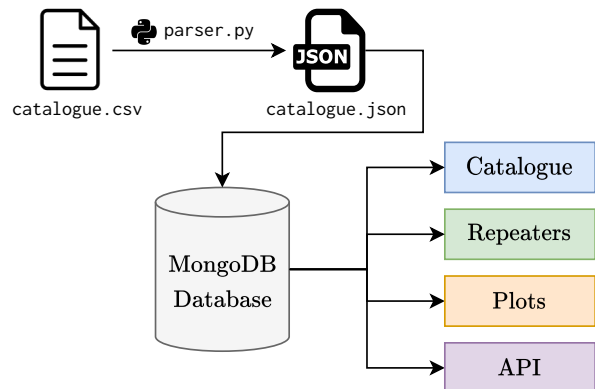 parser.py
JSON
catalogue.csv
catalogue.json
MongoDB
Database
Catalogue
Repeaters
Plots
API